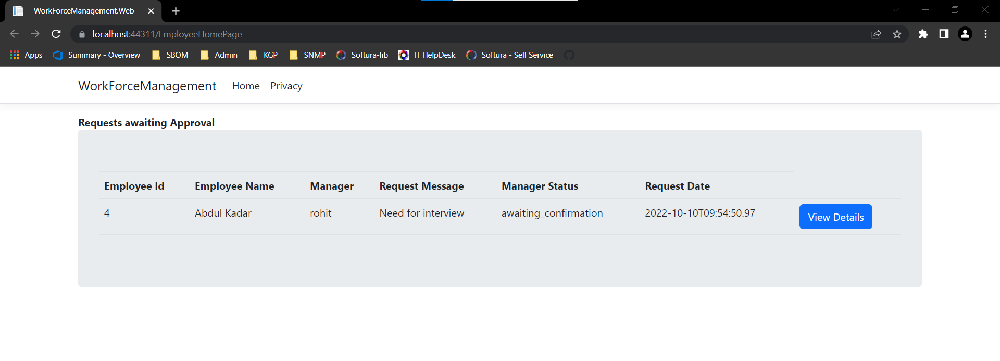 - WorkForceManagement.Web
localhost:44311/EmployeeHomePage
Apps Summary - Overview SBOM Admin KGP SNMP Softura-lib IT HelpDesk Softura - Self Service
WorkForceManagement Home Privacy
Requests awaiting Approval
Employee Id Employee Name Manager Request Message Manager Status Request Date
4 Abdul Kadar rohit Need for interview awaiting_confirmation 2022-10-10T09:54:50.97 View Details